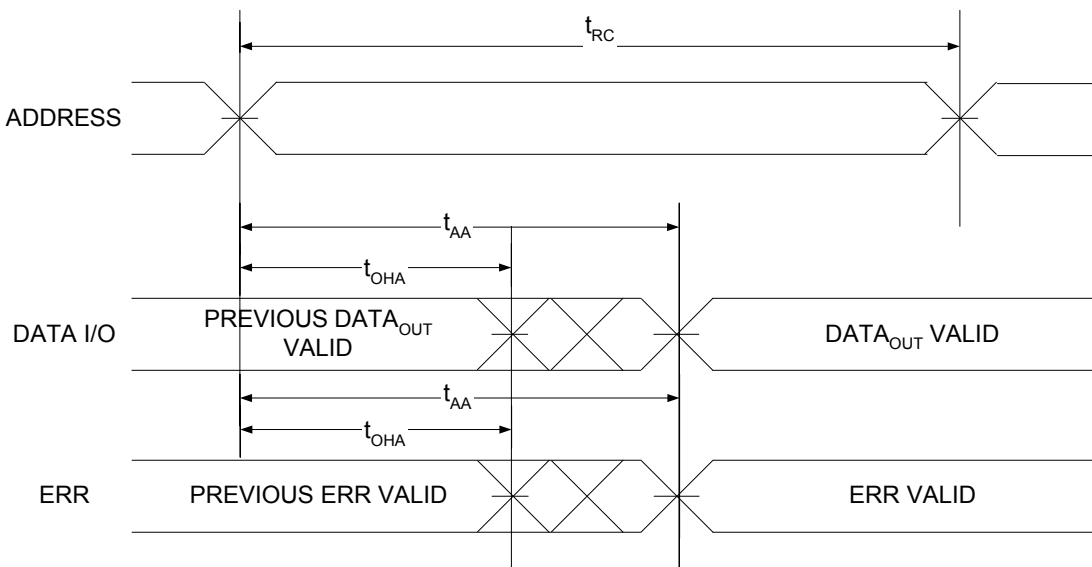 tRC
ADDRESS
tAA
tOHA
DATA I/O
PREVIOUS DATAOUT
VALID
DATAOUT VALID
tAA
tOHA
ERR
PREVIOUS ERR VALID
ERR VALID